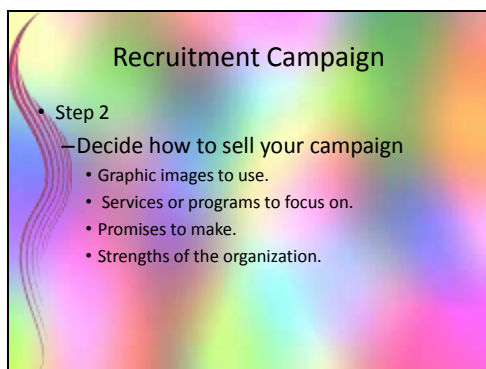 Recruitment Campaign
• Step 2
–Decide how to sell your campaign
• Graphic images to use.
• Services or programs to focus on.
• Promises to make.
• Strengths of the organization.